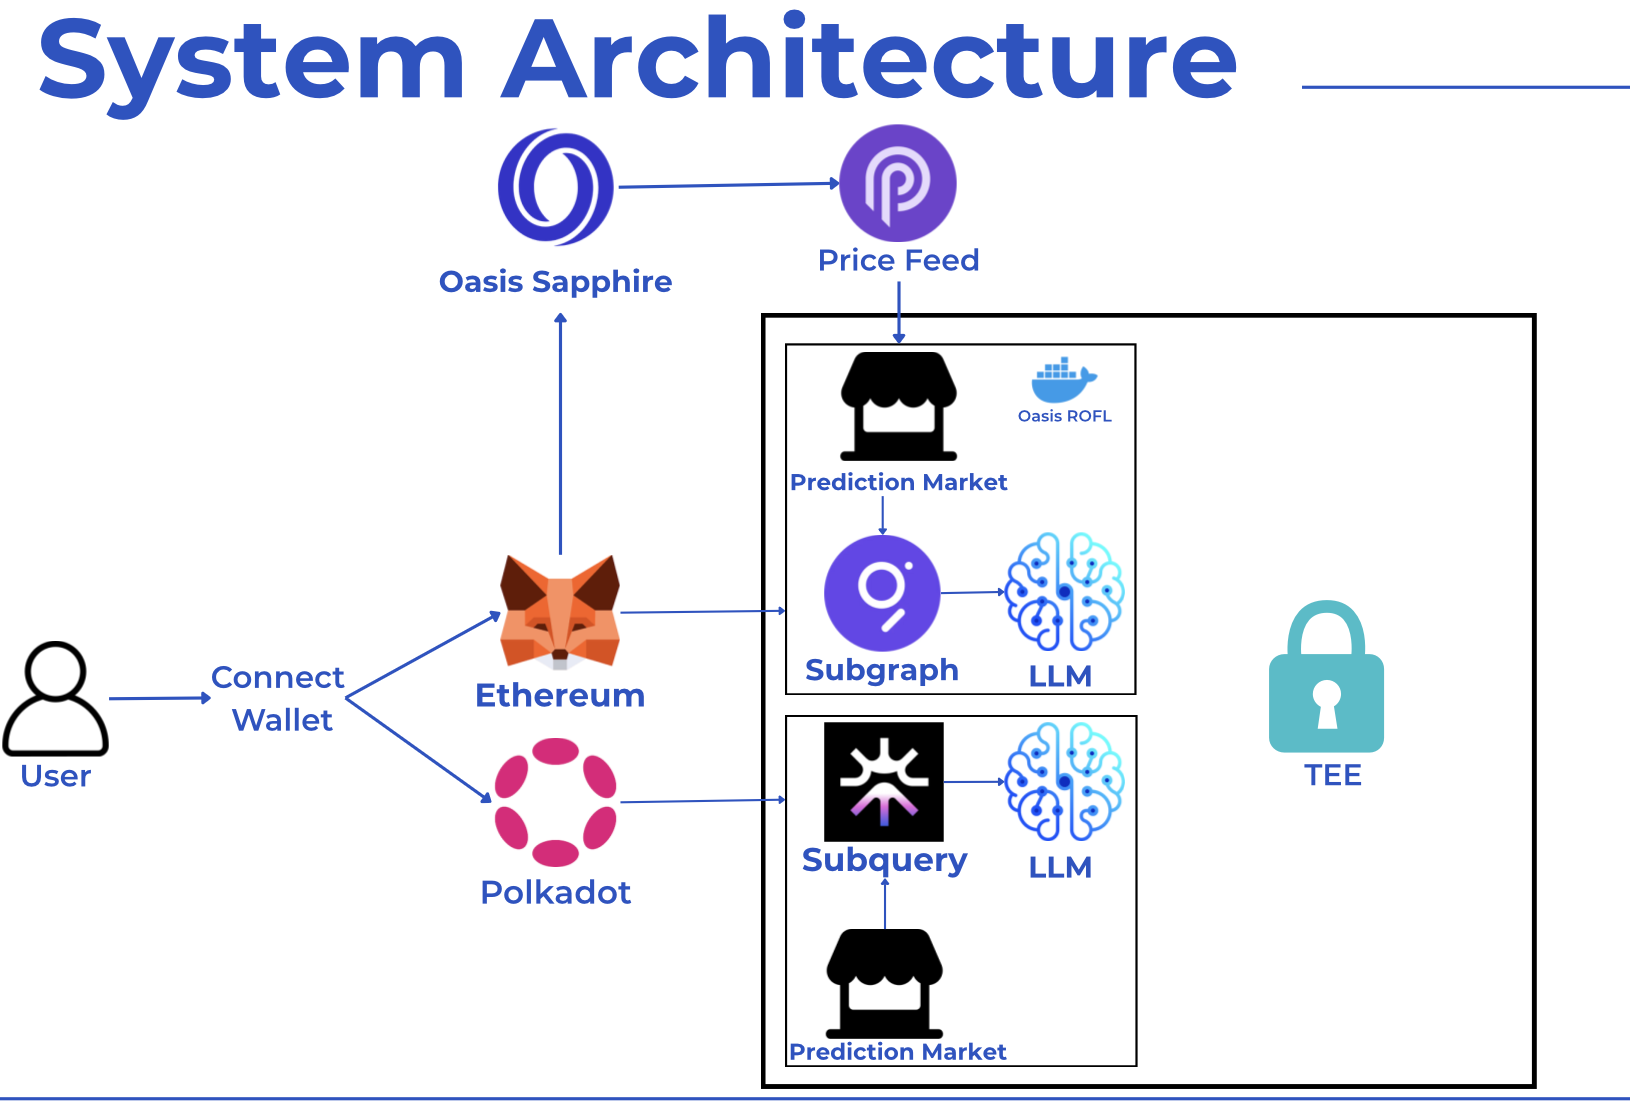 System Architecture
Oasis Sapphire
Price Feed
Oasis ROFL
Prediction Market
Connect
Wallet
Ethereum
Subgraph
LLM
User
TEE
Polkadot
Subquery
LLM
Prediction Market